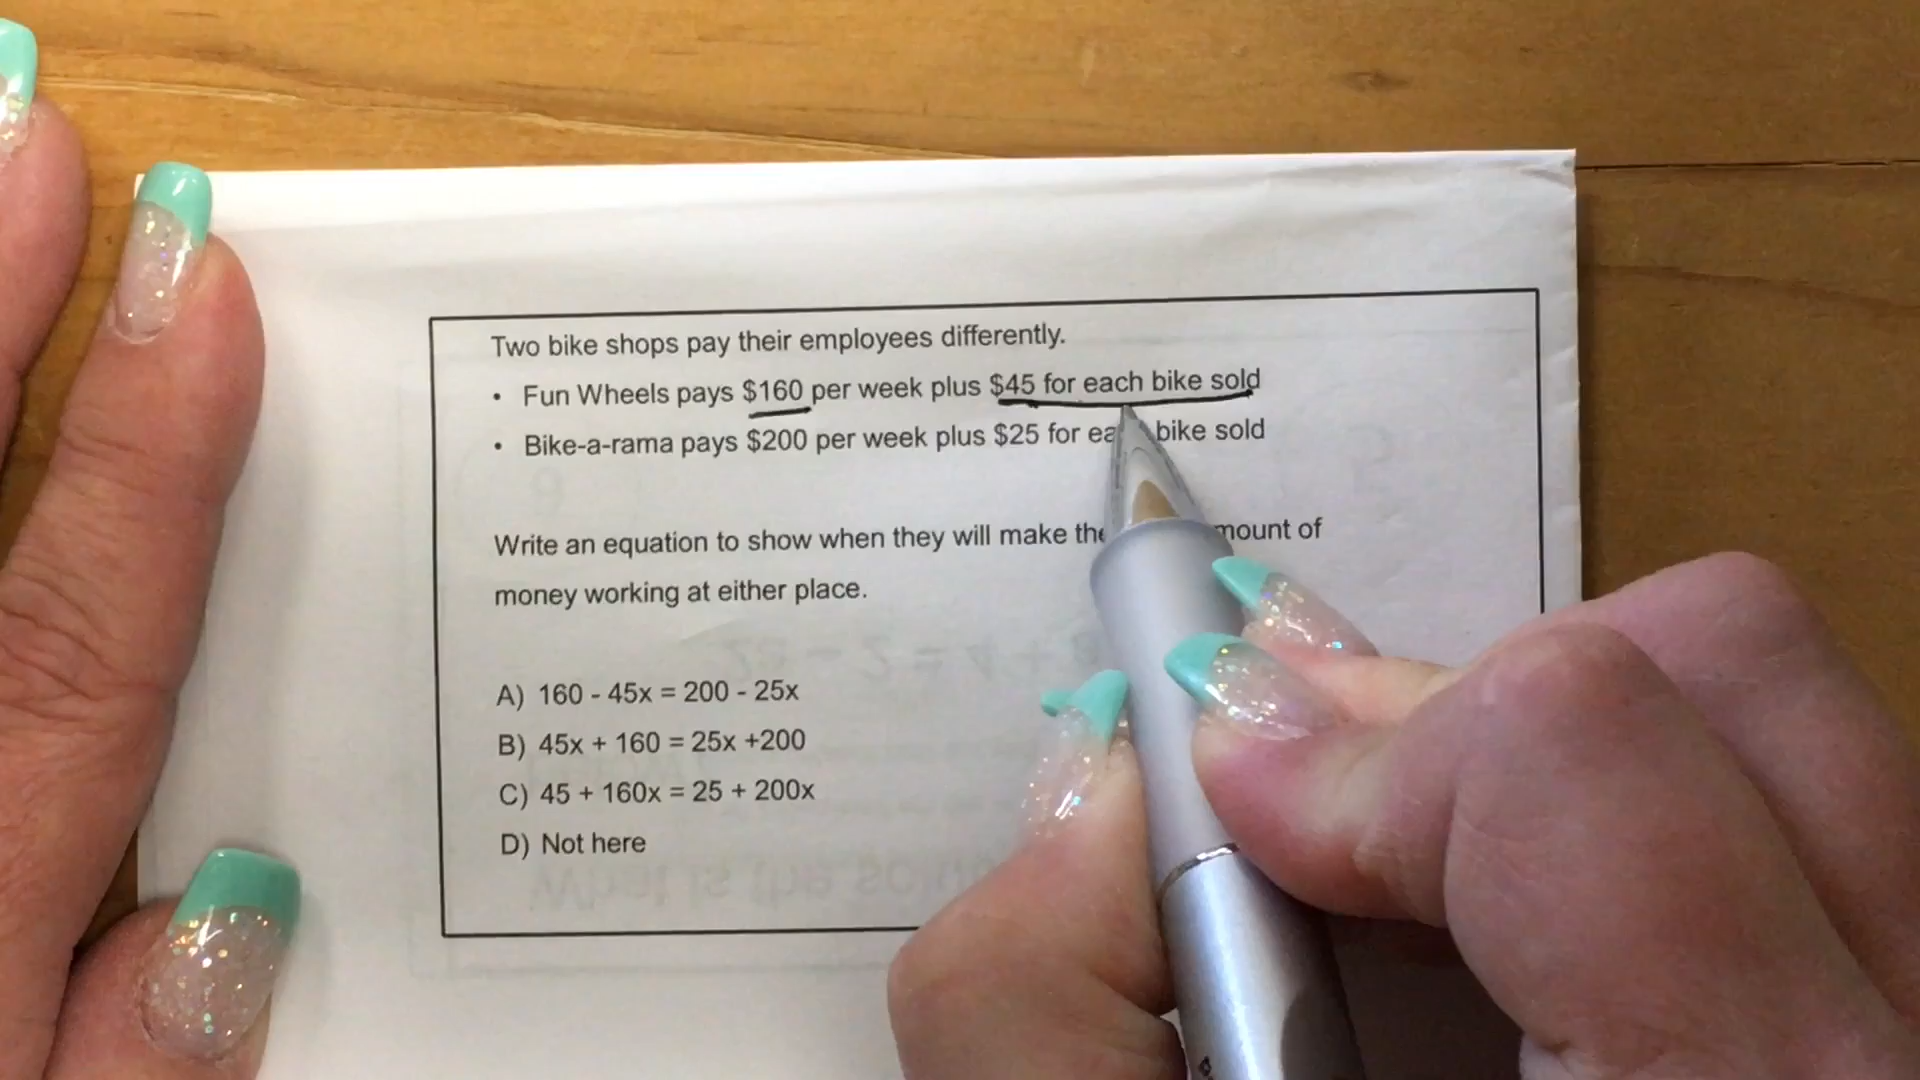 Two bike shops pay their employees differently.
• Fun Wheels pays $160 per week plus $45 for each bike sold
• Bike-a-rama pays $200 per week plus $25 for bike sold
Write an equation to show when they will make of
money working at either place.
A) 160 - 45x = 200 - 25x
B) 45x + 160 = 25x +200
C) 45 + 160x = 25 + 200x
D) Not here